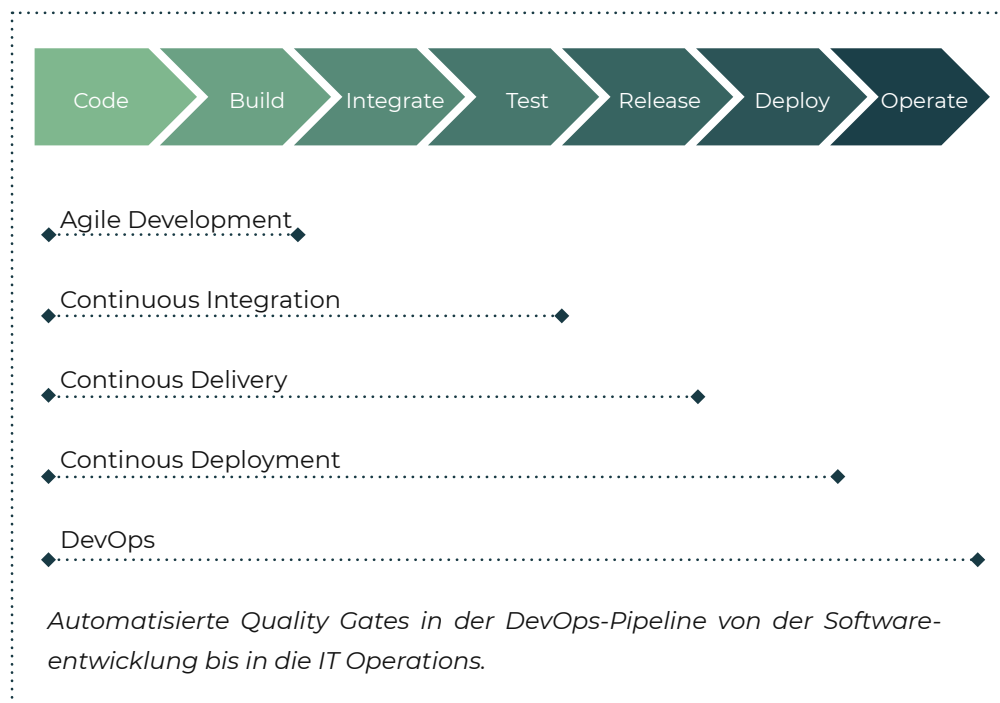 Code
Build
Integrate
Test
Release
Deploy
Operate
Agile Development
Continuous Integration
Continous Delivery
Continous Deployment
DevOps
Automatisierte Quality Gates in der DevOps-Pipeline von der Software-
entwicklung bis in die IT Operations.